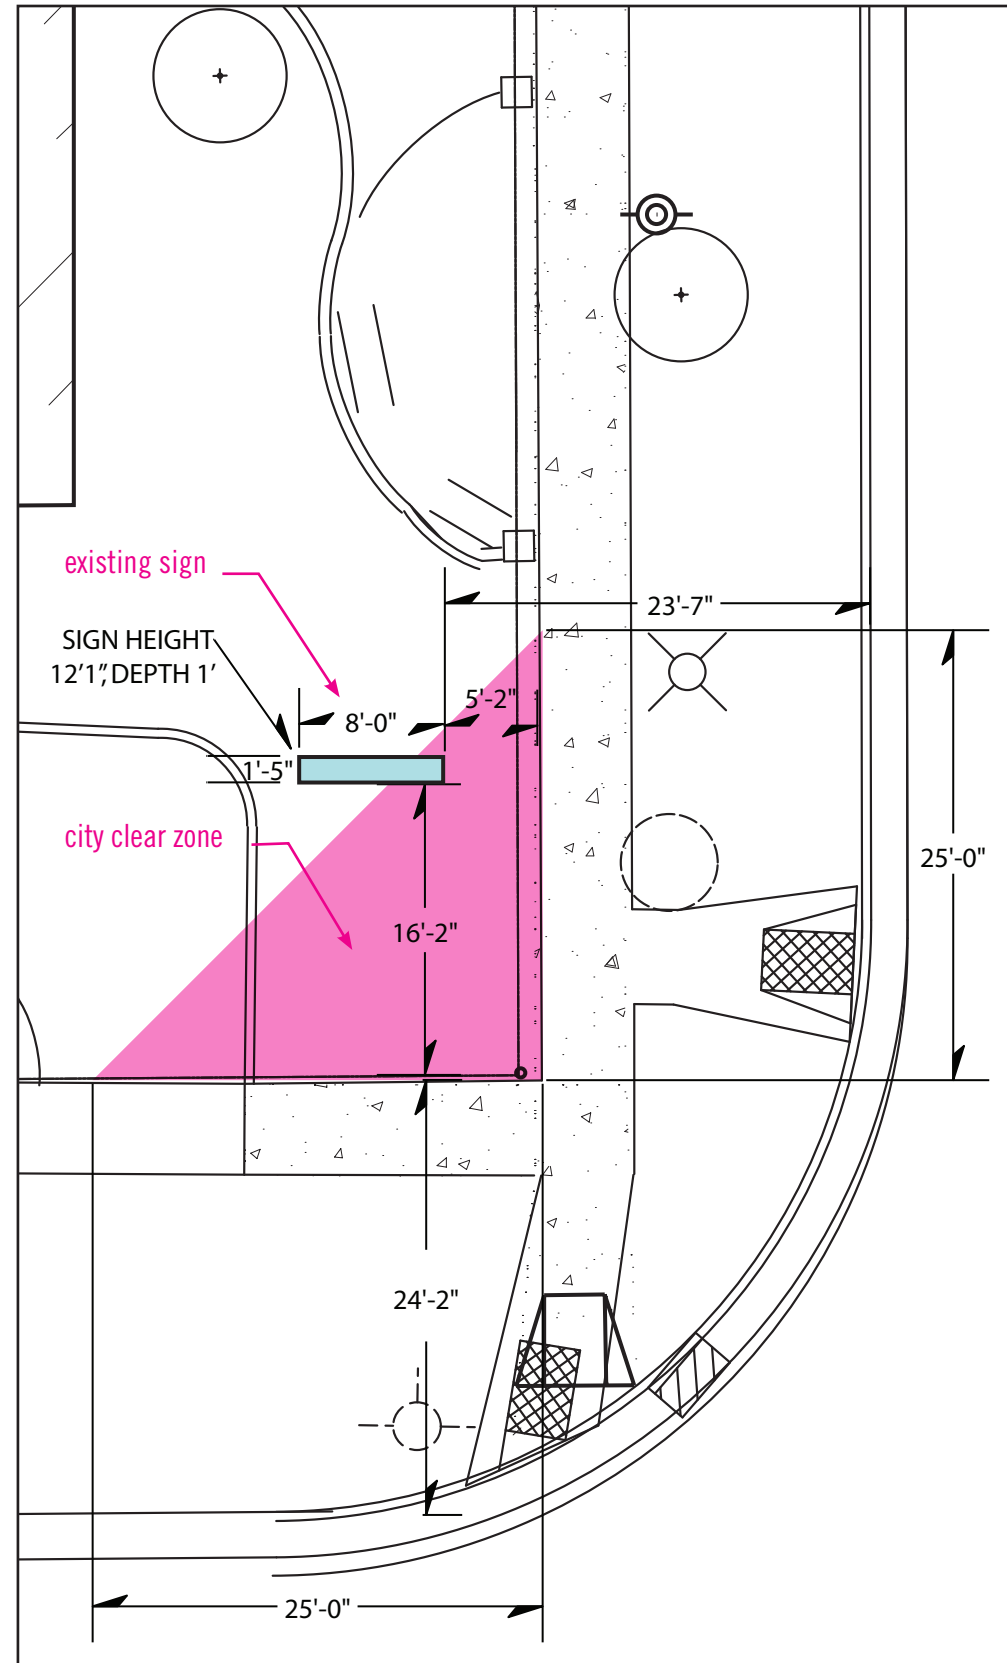 existing sign
23'-7"
SIGN HEIGHT
12'1”, DEPTH 1'
5'-2"
8'-0"
1'-5"
city clear zone
25'-0"
16'-2"
24'-2"
25'-0"